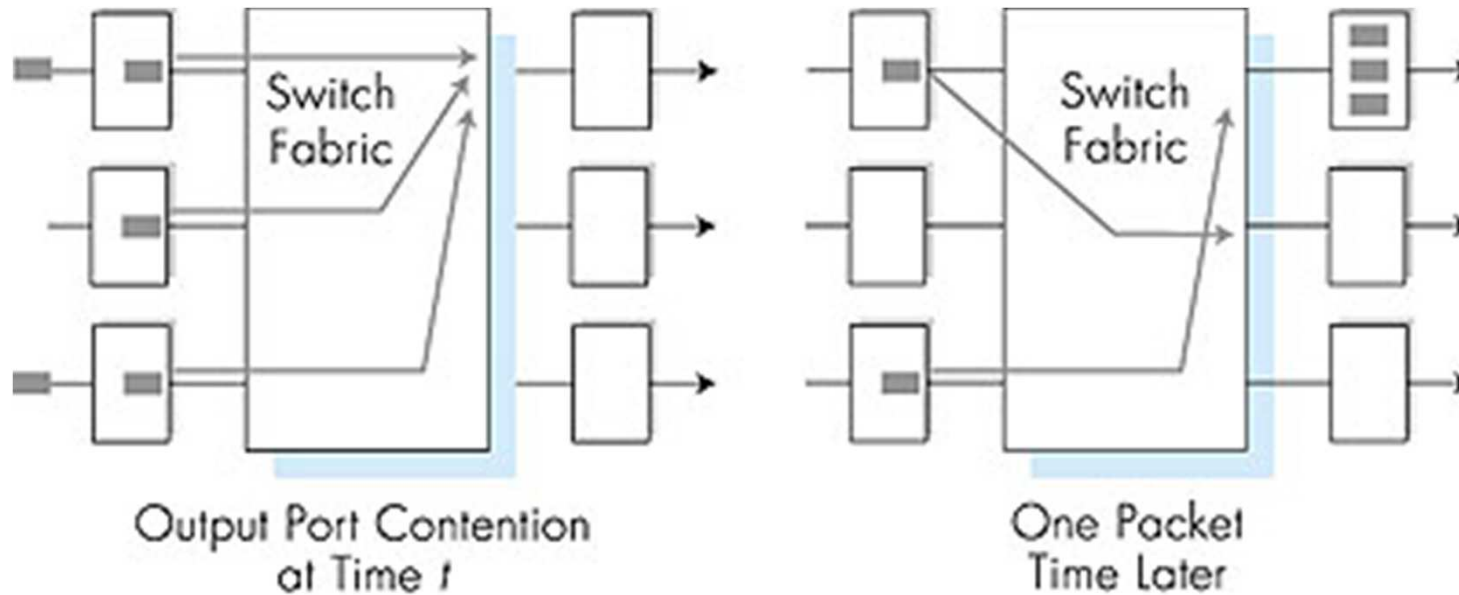 Switch
Fabric
Output Port Contention
at Time t
Switch
Fabric
One Packet
Time Later